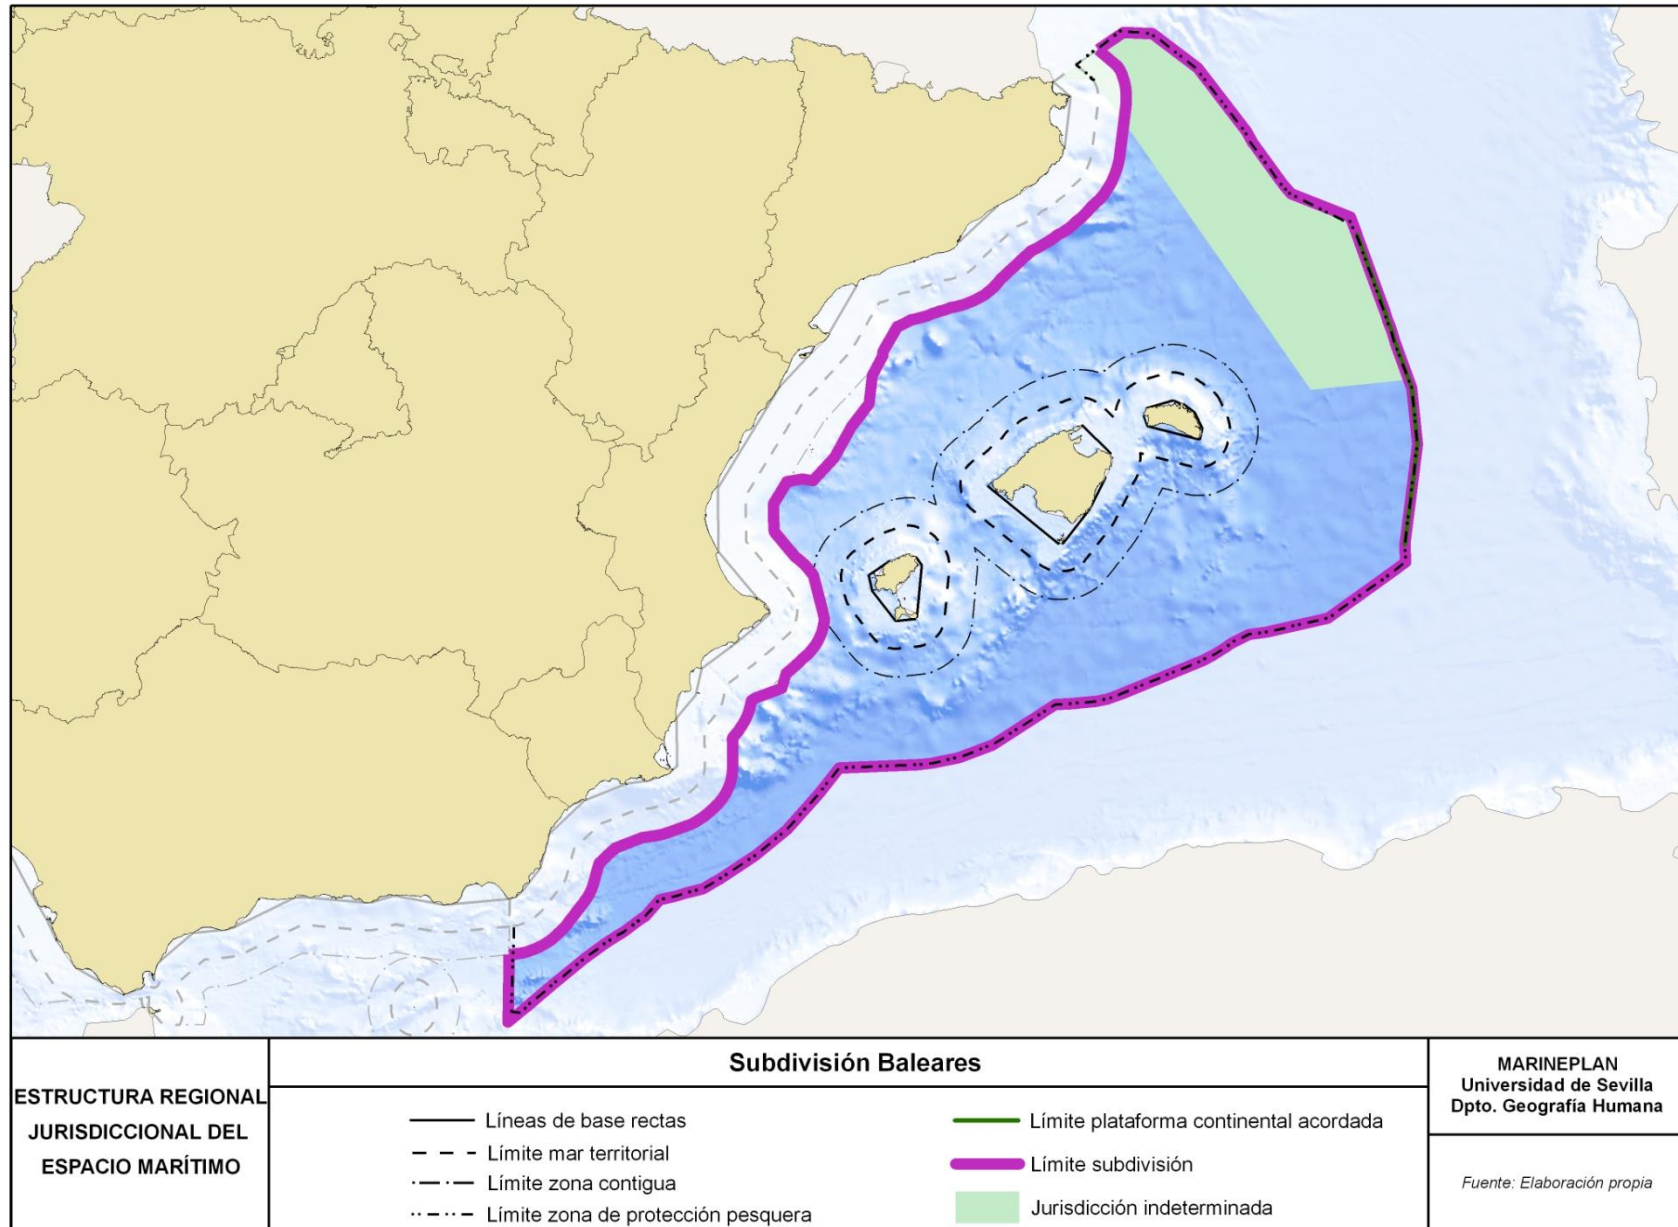 ESTRUCTURA REGIONAL
JURISDICCIONAL DEL
ESPACIO MARÍTIMO
Subdivisión Baleares
Líneas de base rectas
Límite mar territorial
Límite zona contigua
Límite zona de protección pesquera
Límite plataforma continental acordada
Límite subdivisión
Jurisdicción indeterminada
MARINEPLAN
Universidad de Sevilla
Dpto. Geografía Humana
Fuente: Elaboración propia